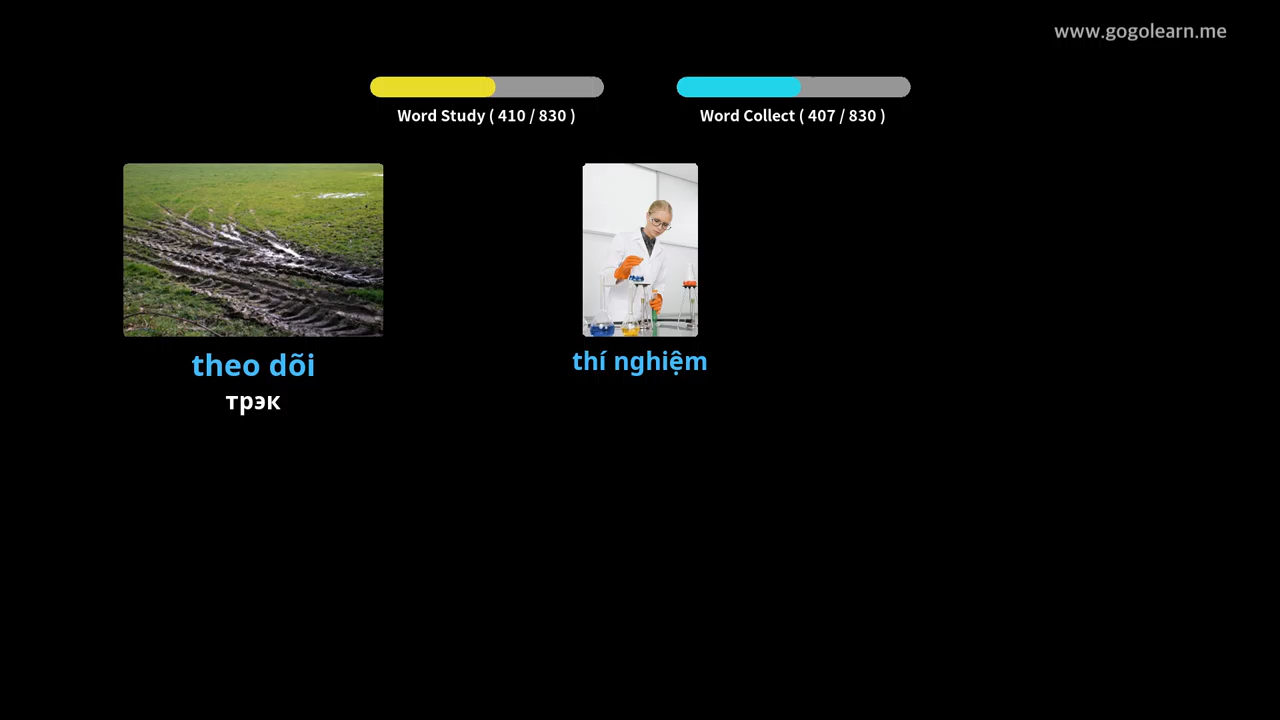 www.gogolearn.me
Word Study ( 410 / 830 )
Word Collect ( 407 / 830 )
theo dõi
трэк
thí nghiệm